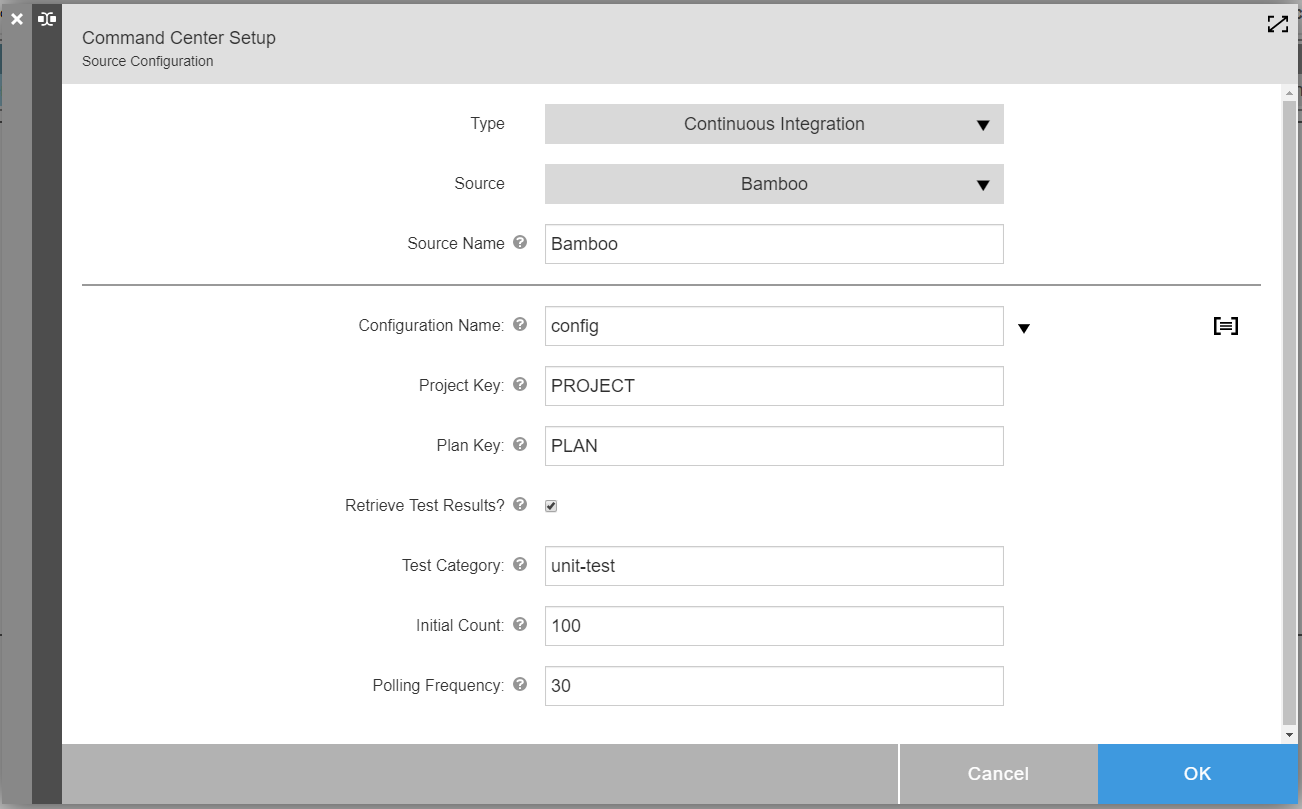 Command Center Setup
Source Configuration
Type
Continuous Integration
Source
Bamboo
Source Name
Bamboo
Configuration Name:
config
Project Key:
PROJECT
Plan Key:
PLAN
Retrieve Test Results?
Test Category:
unit-test
Initial Count:
100
Polling Frequency:
30
Cancel
OK